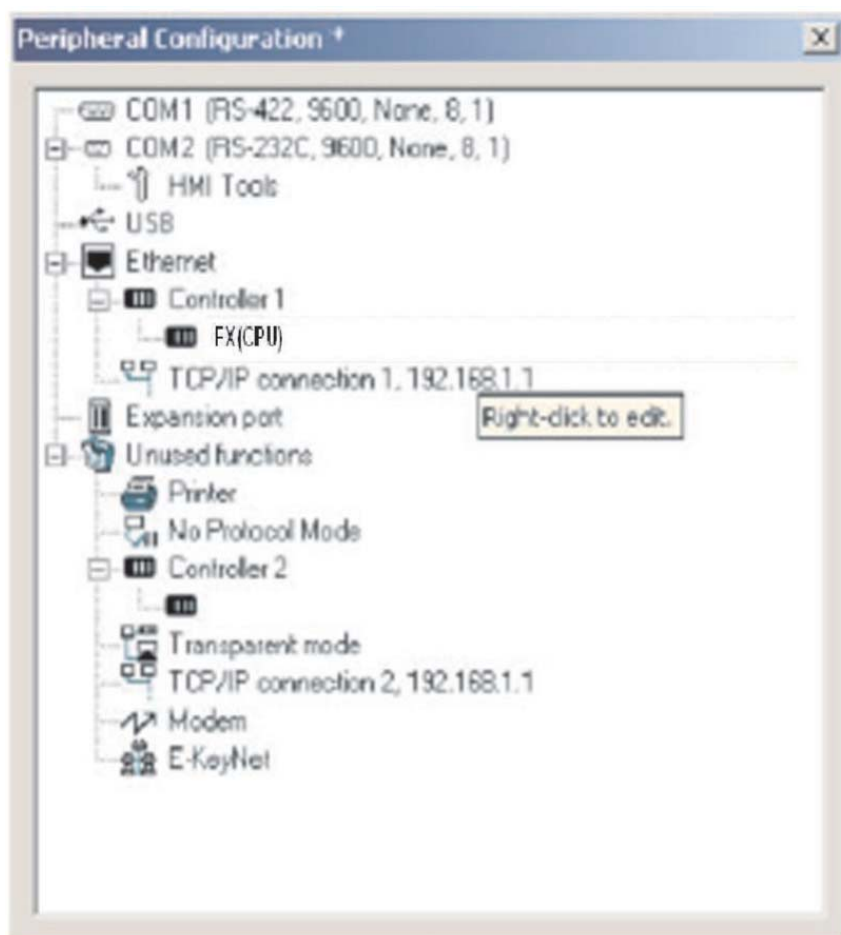 Peripheral Configuration *
COM1 (RS-422, 9600, None, 8, 1)
COM2 (RS-232C, 9600, None, 8, 1)
HMI Tools
USB
Ethernet
Controller 1
FX(CPU)
TCP/IP connection 1, 192.168.1.1
Right-click to edit.
Expansion port
Unused functions
Printer
No Protocol Mode
Controller 2
Transparent mode
TCP/IP connection 2, 192.168.1.1
Modem
E-KeyNet